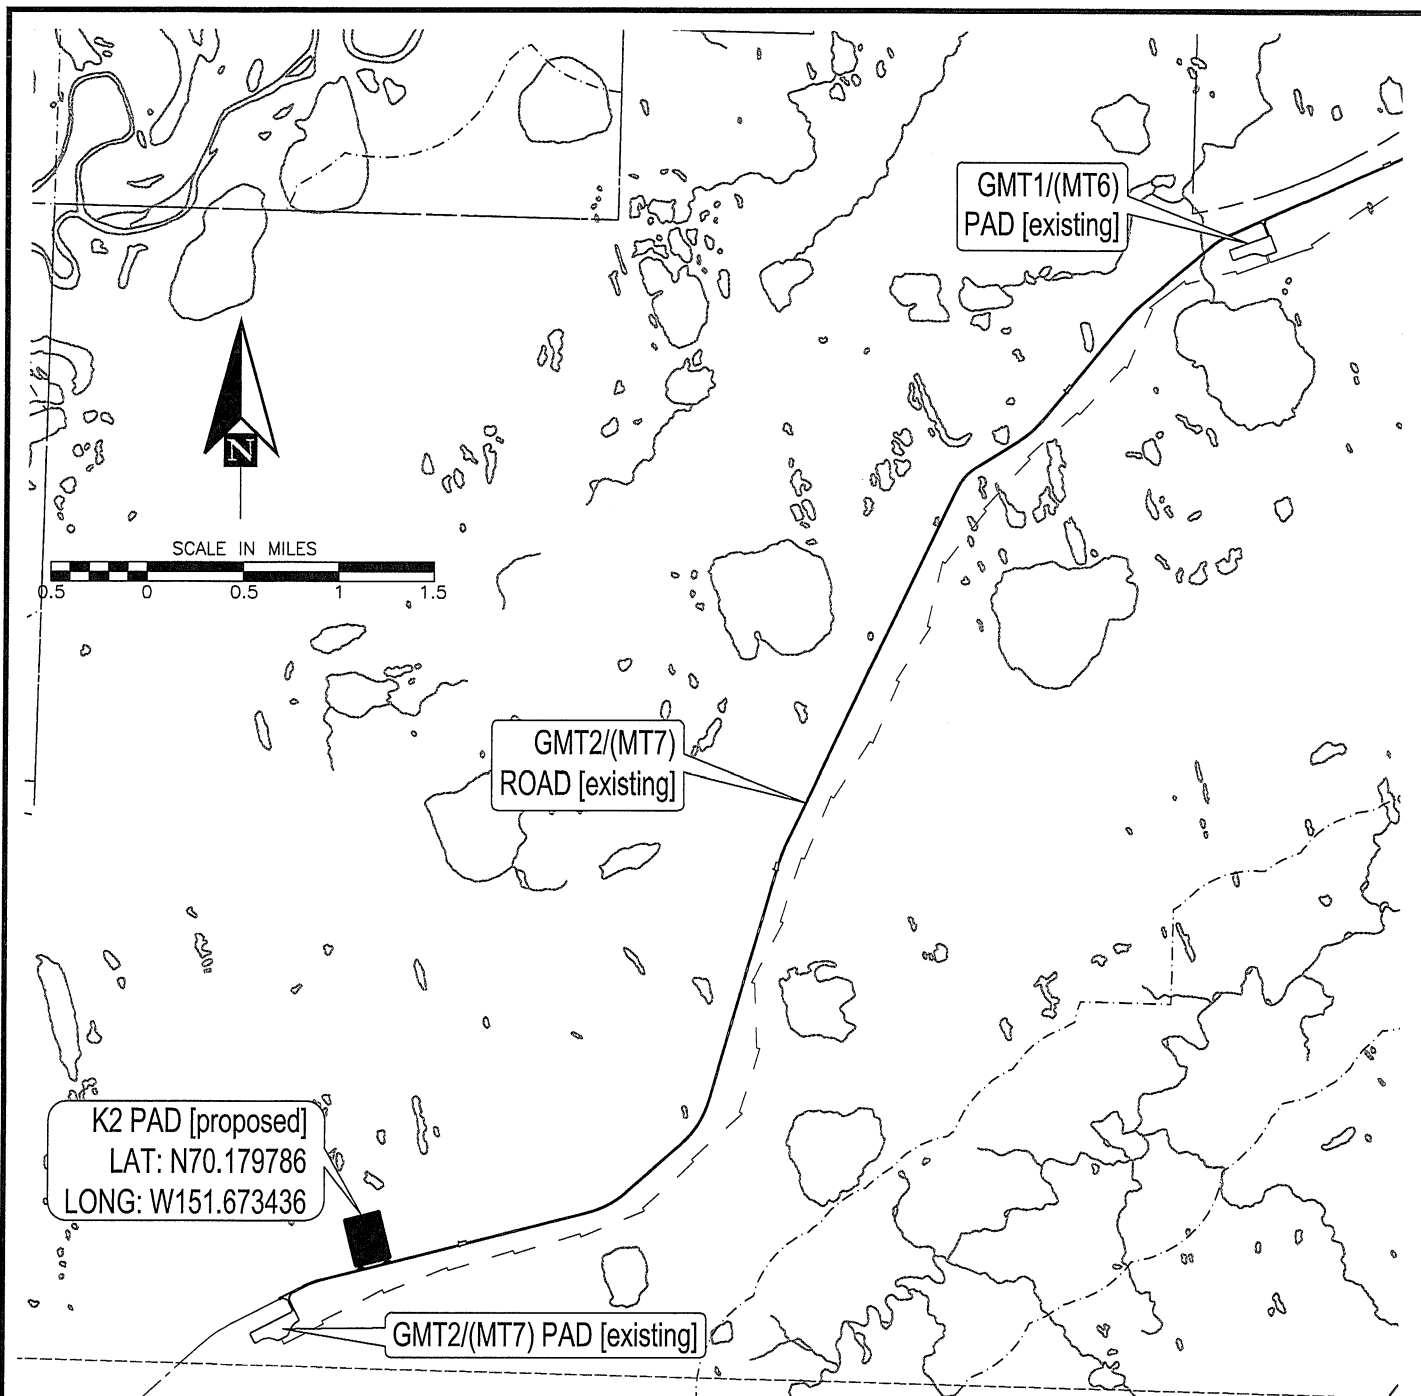 GMT1/(MT6)
PAD [existing]
N
SCALE IN MILES
0.5 0 0.5 1 1.5
GMT2/(MT7)
ROAD [existing]
K2 PAD [proposed]
LAT: N70.179786
LONG: W151.673436
GMT2/(MT7) PAD [existing]